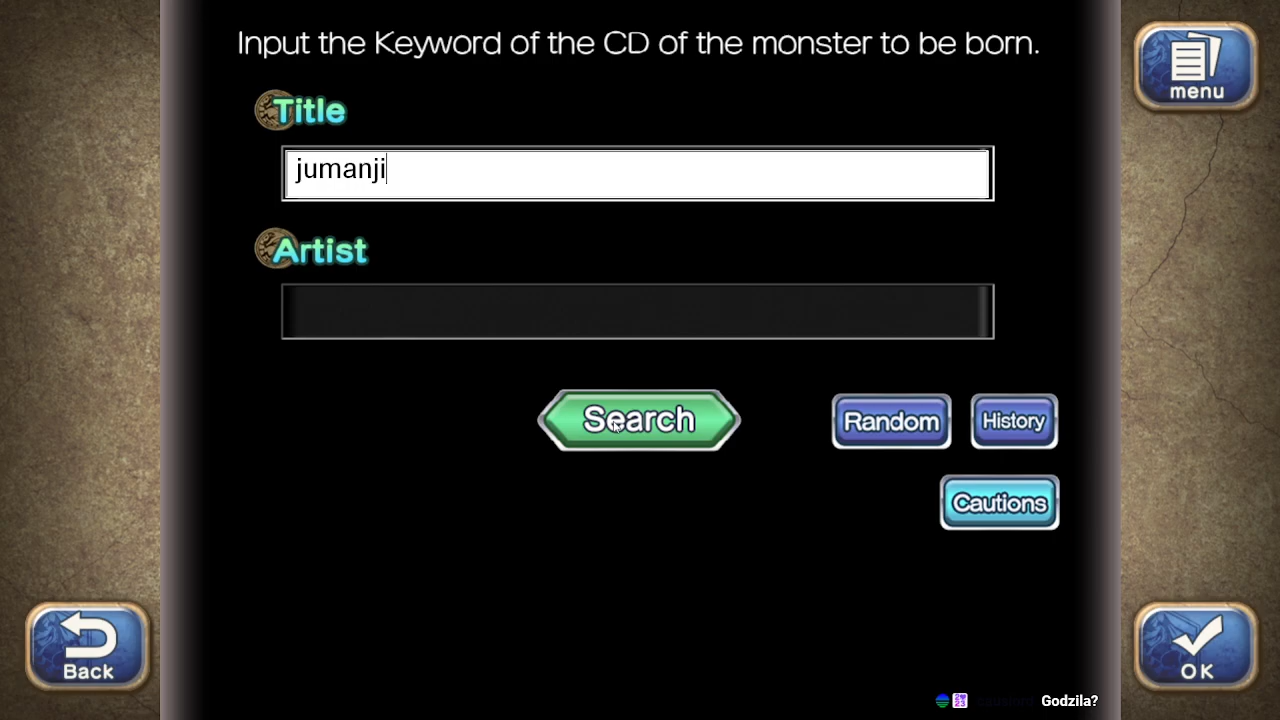 Input the Keyword of the CD of the monster to be born.
menu
Title
jumanji
Artist
Search
Random
History
Cautions
Back
OK
Godzila?